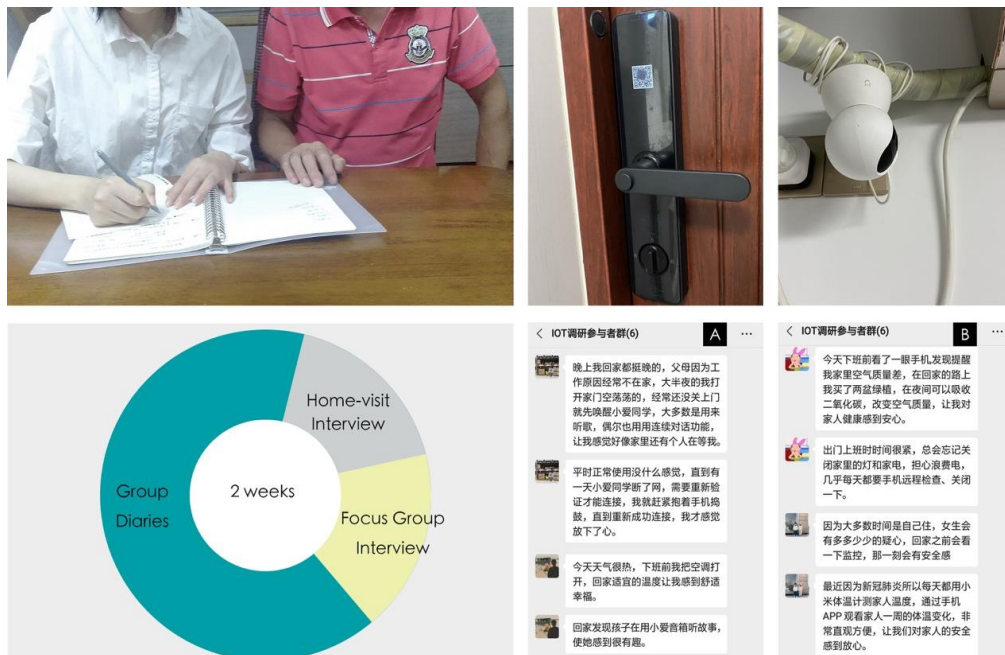 Home-visit
Interview
Group
Diaries
2 weeks
Focus Group
Interview
IOT调研参与者群(6)
A
晚上我回家都挺晚的，父母因为工
作原因经常不在家，大半夜的我打
开家门空荡荡的，经常还没关上门
就先唤醒小爱同学，大多数是用来
听歌，偶尔也用用连续对话功能，
让我感觉好像家里还有个人在等我。
平时正常使用没什么感觉，直到有
一天小爱同学断了网，需要重新验
证才能连接，我就赶紧抱着手机捣
鼓，直到重新成功连接，我才感觉
放下了心。
今天天气很热，下班前我把空调打
开，回家适宜的温度让我感到舒适
幸福。
回家发现孩子在用小爱音箱听故事，
使她感到很有趣。
IOT调研参与者群(6)
B
今天下班前看了一眼手机发现提醒
我家里空气质量差，在回家的路上
我买了两盆绿植，在夜间可以吸收
二氧化碳，改变空气质量，让我对
家人健康感到安心。
出门上班时时间很紧，总会忘记关
闭家里的灯和家电，担心浪费电，
几乎每天都要手机远程检查、关闭
一下。
因为大多数时间是自己住，女生会
有多多少少的疑心，回家之前会看
一下监控，那一刻会有安全感
最近因为新冠肺炎所以每天都用小
米体温计测家人温度，通过手机
APP 观看家人一周的体温变化，非
常直观方便，让我们对家人的安全
感到放心。